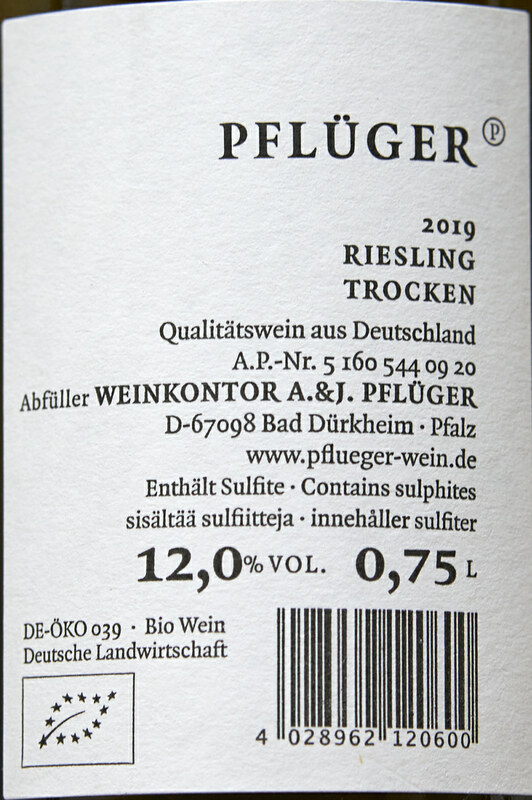 PFLÜGER Ⓟ
2019
RIESLING
TROCKEN
Qualitätswein aus Deutschland
A.P.-Nr. 5 160 544 09 20
Abfüller WEINKONTOR A.&J. PFLÜGER
D-67098 Bad Dürkheim · Pfalz
www.pflueger-wein.de
Enthält Sulfite · Contains sulphites
sisältää sulfiitteja · innehåller sulfiter
12,0% VOL. 0,75 L
DE-ÖKO 039 · Bio Wein
Deutsche Landwirtschaft
4 028962 120600